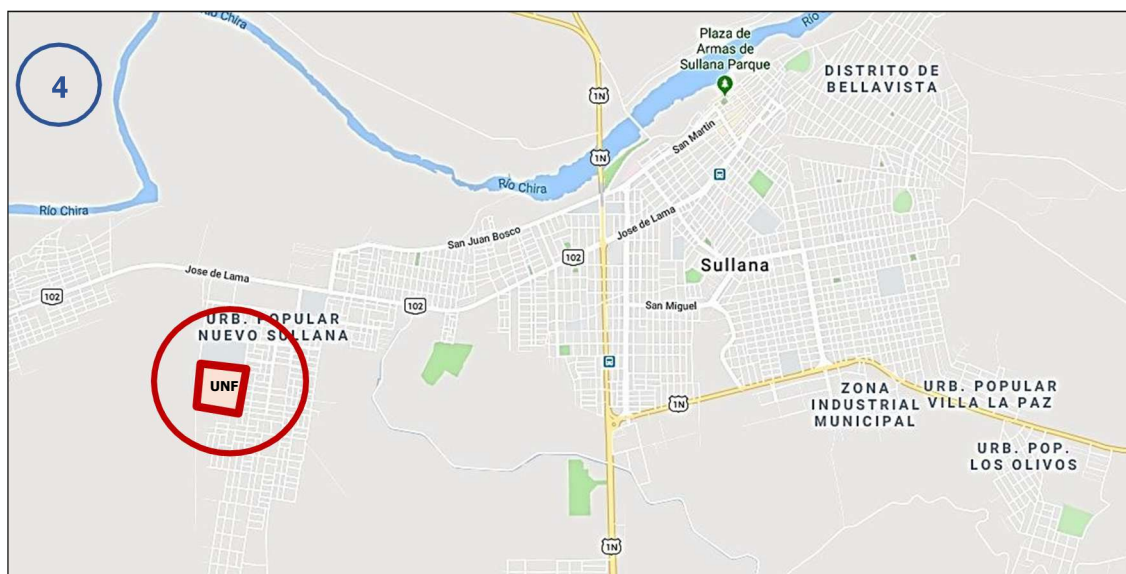 4
Plaza de
Armas de
Sullana Parque
Río
DISTRITO DE
BELLAVISTA
1N
1N
San Martin
Río Chira
Río Chira
San Juan Bosco
Jose de Lama
102
Sullana
Jose de Lama
102
102
San Miguel
URB. POPULAR
NUEVO SULLANA
UNF
1N
ZONA
INDUSTRIAL
MUNICIPAL
URB. POPULAR
VILLA LA PAZ
URB. POP.
LOS OLIVOS
1N